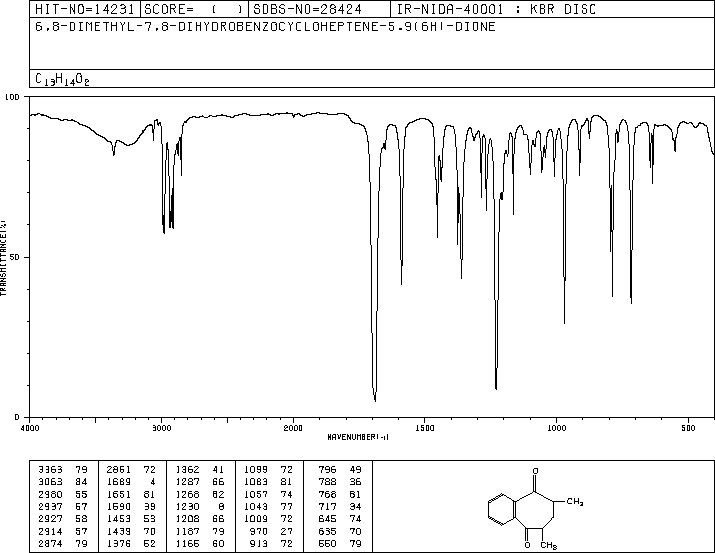 HIT-NO=14231 SCORE= ( ) SDBS-NO=28424 IR-NIDA-40001 : KBR DISC
6,8-DIMETHYL-7,8-DIHYDROBENZOCYCLOHEPTENE-5,9(6H)-DIONE
C13H14O2
100
TRANSMITTANCE(%)
50
0
4000 3000 2000 1500 1000 500
WAVENUMBER(-1)
3363 79 2861 72 1362 41 1099 72 796 49
3063 84 1689 4 1287 66 1083 81 788 36
2980 55 1651 81 1268 62 1057 74 768 81
2937 57 1590 39 1230 8 1043 77 717 34
2927 58 1453 53 1208 66 1009 72 645 74
2914 57 1439 70 1187 79 970 27 635 70
2874 79 1376 52 1165 60 913 72 550 79
O
CH3
O
CH3